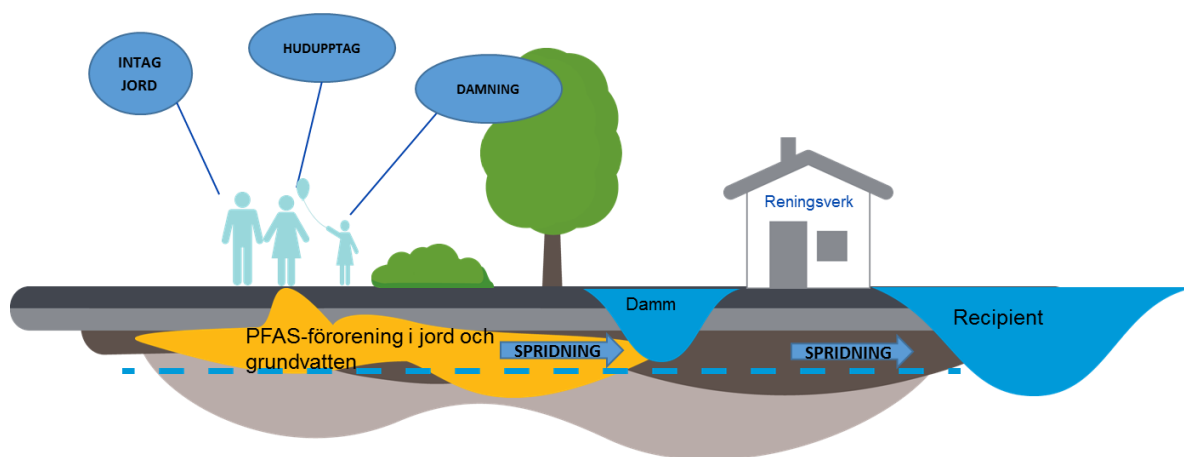 INTAG
JORD
HUDUPPTAG
DAMNING
Reningsverk
Damm
Recipient
PFAS-förorening i jord och
grundvatten
SPRIDNING
SPRIDNING